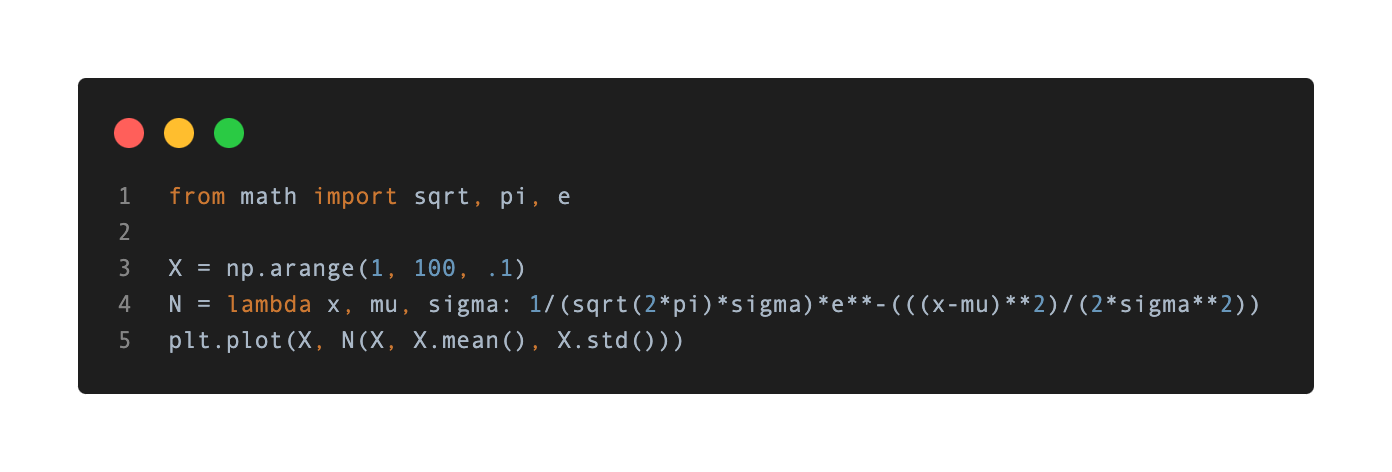 1 from math import sqrt, pi, e
2
3 X = np.arange(1, 100, .1)
4 N = lambda x, mu, sigma: 1/(sqrt(2*pi)*sigma)*e**-(((x-mu)**2)/(2*sigma**2))
5 plt.plot(X, N(X, X.mean(), X.std()))